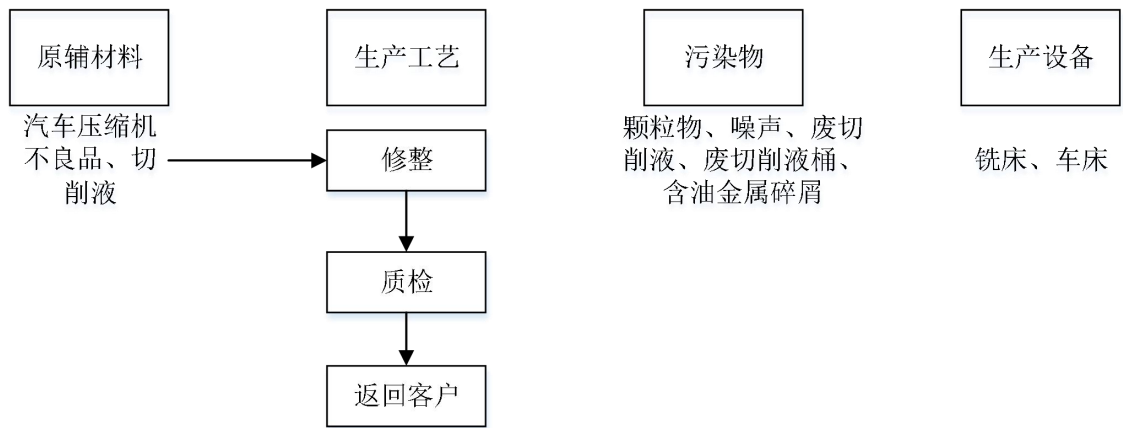 原辅材料
生产工艺
污染物
生产设备
汽车压缩机
不良品、切
削液
修整
颗粒物、噪声、废切
削液、废切削液桶、
含油金属碎屑
铣床、车床
质检
返回客户